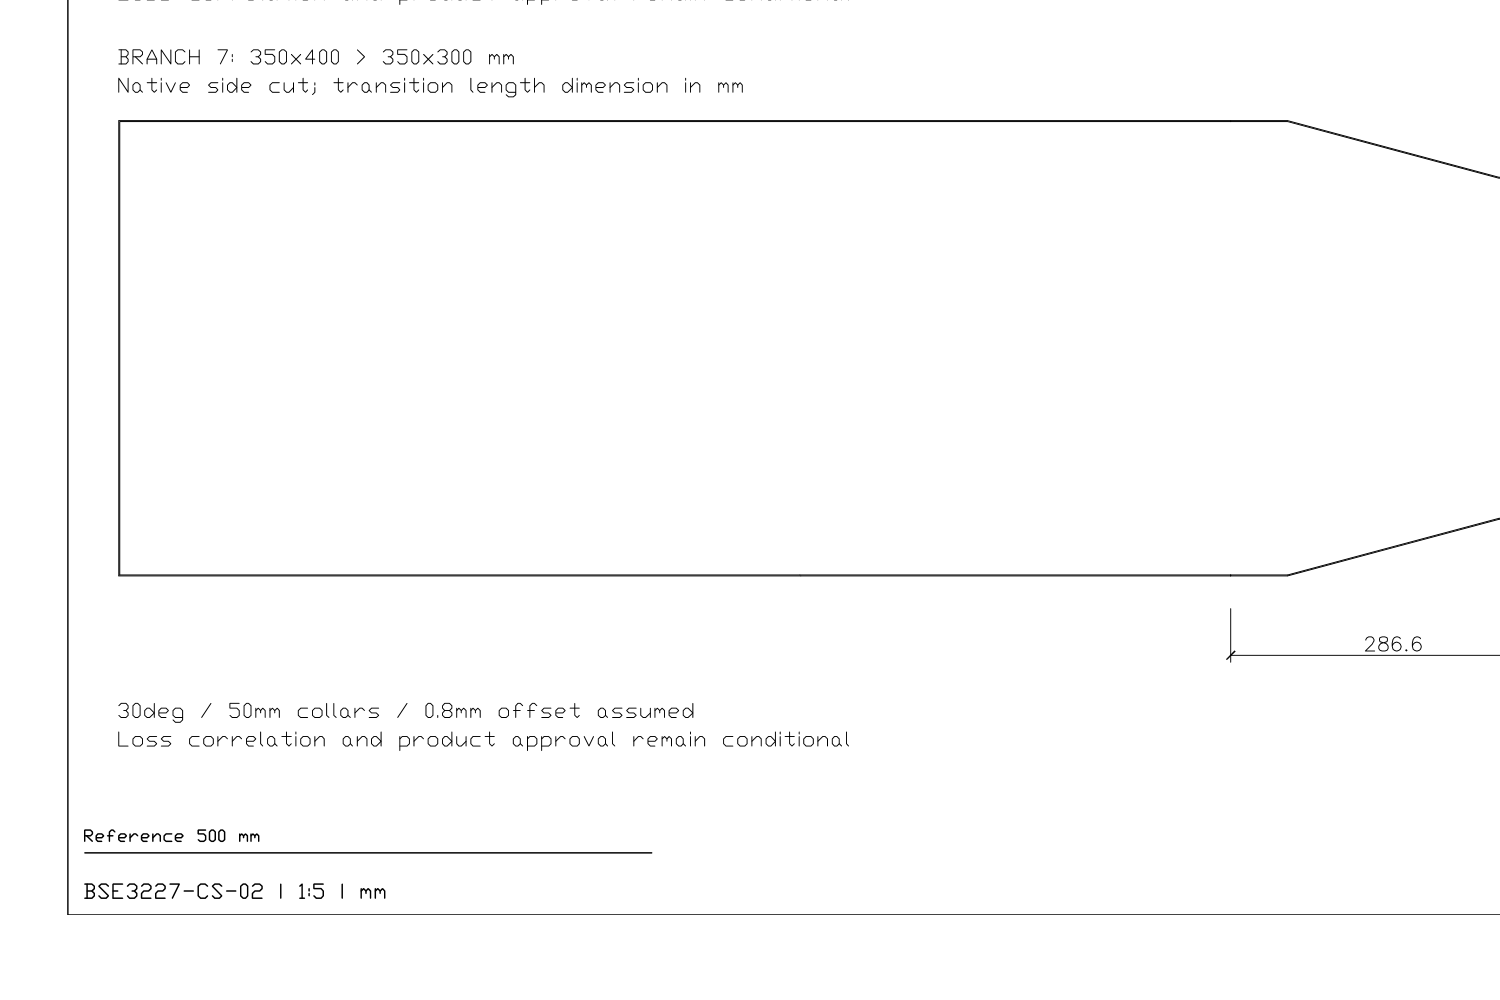 BRANCH 7: 350x400 > 350x300 mm
Native side cut; transition length dimension in mm
286.6
30deg / 50mm collars / 0.8mm offset assumed
Loss correlation and product approval remain conditional
Reference 500 mm
BSE3227-CS-02 | 1:5 | mm